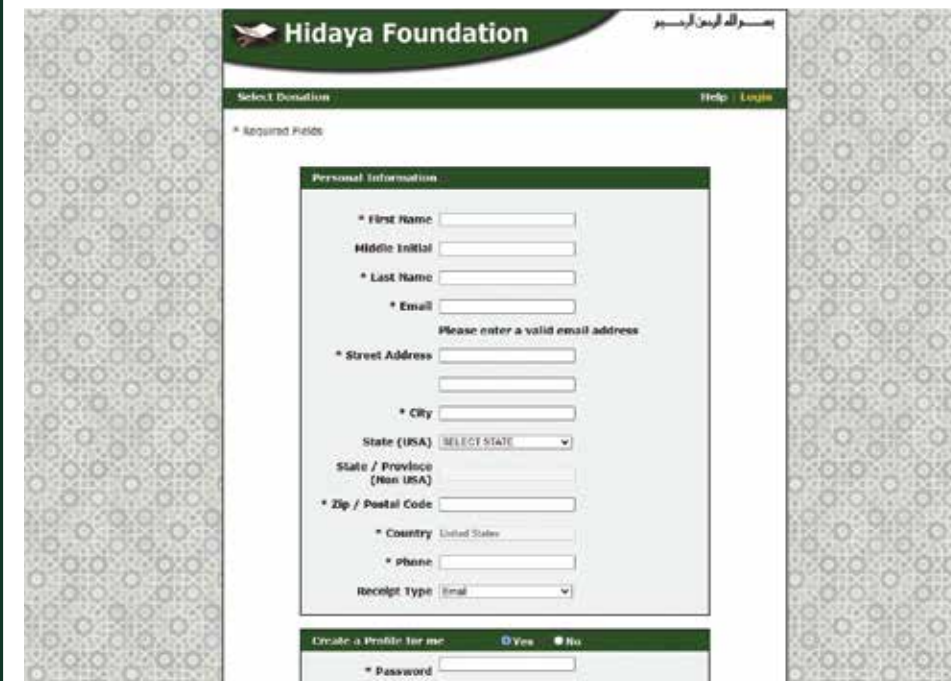 Hidaya Foundation
بسم الله الرحمن الرحيم
Select Donation Help | Login
* Required Fields
Personal Information
* First Name
Middle Initial
* Last Name
* Email
Please enter a valid email address
* Street Address
* City
State (USA) SELECT STATE
State / Province
(Non USA)
* Zip / Postal Code
* Country United States
* Phone
Receipt Type Email
Create a Profile for me Yes No
* Password